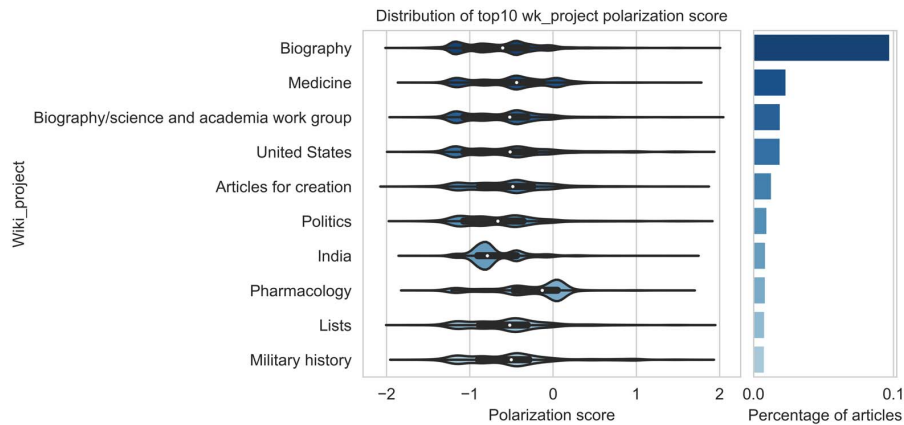 Distribution of top10 wk_project polarization score
Wiki_project
Biography
Medicine
Biography/science and academia work group
United States
Articles for creation
Politics
India
Pharmacology
Lists
Military history
−2 −1 0 1 2
Polarization score
0.0 0.1
Percentage of articles